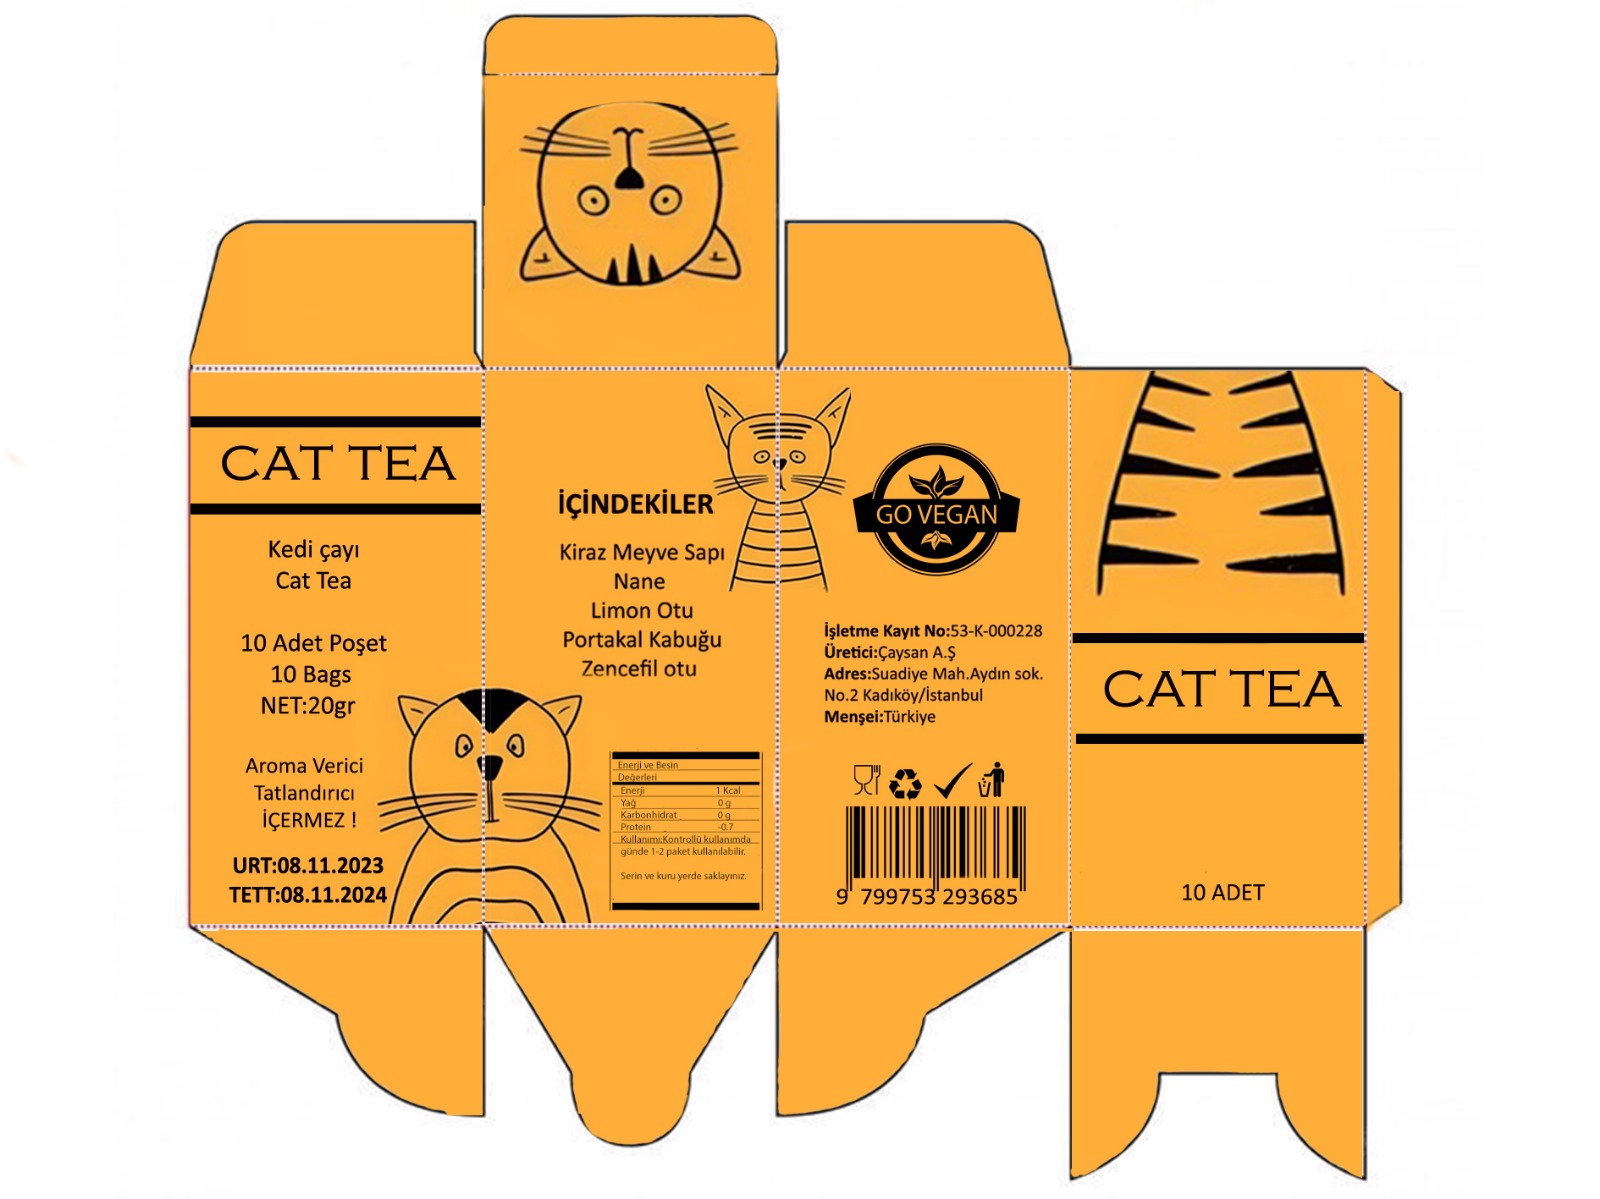 CAT TEA
Kedi çayı
Cat Tea
10 Adet Poşet
10 Bags
NET:20gr
Aroma Verici
Tatlandırıcı
İÇERMEZ !
URT:08.11.2023
TETT:08.11.2024
İÇİNDEKİLER
Kiraz Meyve Sapı
Nane
Limon Otu
Portakal Kabuğu
Zencefil otu
Enerji ve Besin
Değerleri
Enerji 1 Kcal
Yağ 0 g
Karbonhidrat 0 g
Protein -0.7
Kullanımı:Kontrollü kullanımda
günde 1-2 paket kullanılabilir.
Serin ve kuru yerde saklayınız.
GO VEGAN
İşletme Kayıt No:53-K-000228
Üretici:Çaysan A.Ş
Adres:Suadiye Mah.Aydın sok.
No.2 Kadıköy/İstanbul
Menşei:Türkiye
9 799753 293685
CAT TEA
10 ADET